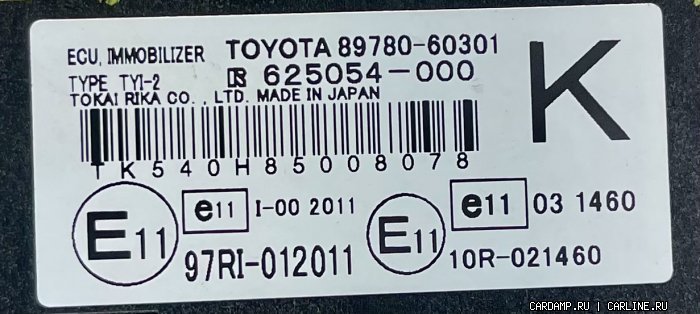 ECU, IMMOBILIZER TOYOTA 89780-60301
TYPE TYI-2 625054-000
TOKAI RIKA CO., LTD. MADE IN JAPAN
K
TK540H85008078
E11 e11 I-00 2011
97RI-012011
E11 e11 03 1460
10R-021460
CARDAMP.RU | CARLINE.RU